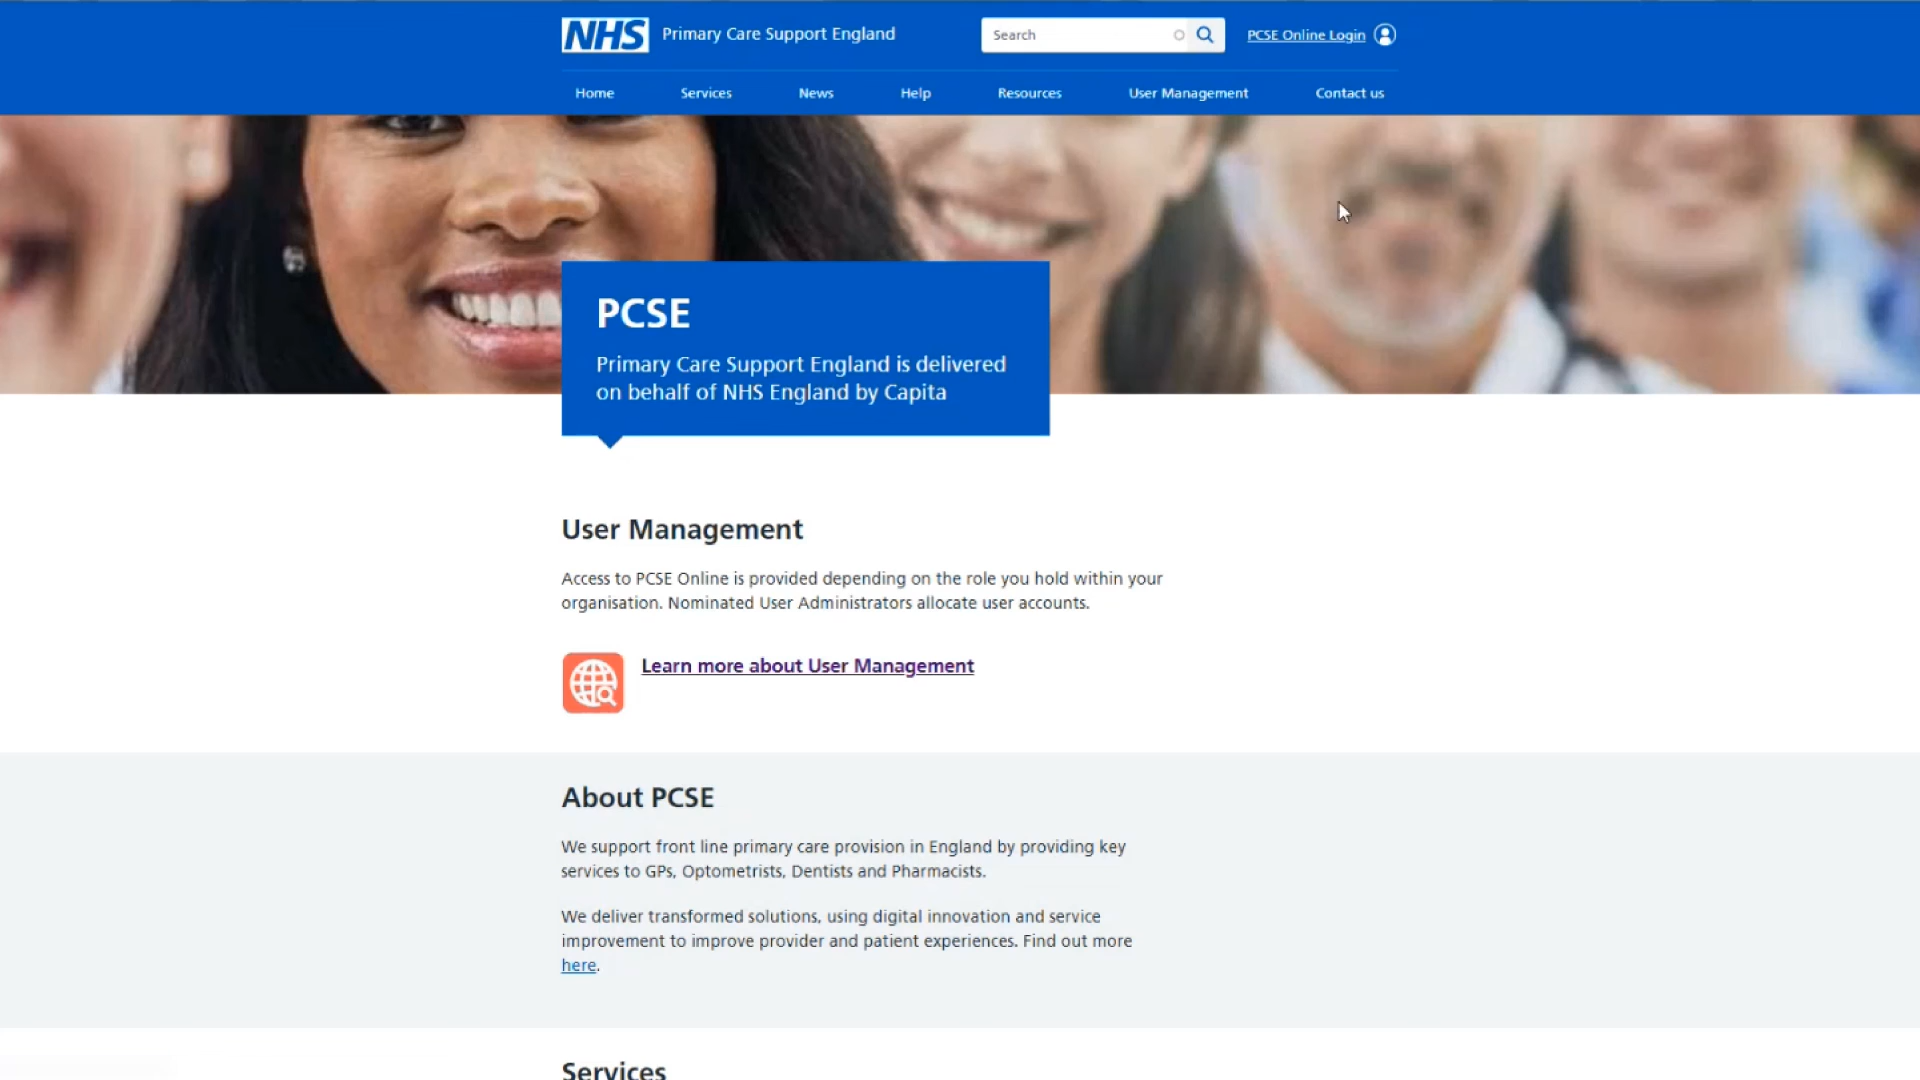 NHS Primary Care Support England
Search
PCSE Online Login
Home Services News Help Resources User Management Contact us
PCSE
Primary Care Support England is delivered
on behalf of NHS England by Capita
User Management
Access to PCSE Online is provided depending on the role you hold within your
organisation. Nominated User Administrators allocate user accounts.
Learn more about User Management
About PCSE
We support front line primary care provision in England by providing key
services to GPs, Optometrists, Dentists and Pharmacists.
We deliver transformed solutions, using digital innovation and service
improvement to improve provider and patient experiences. Find out more
here.
Services